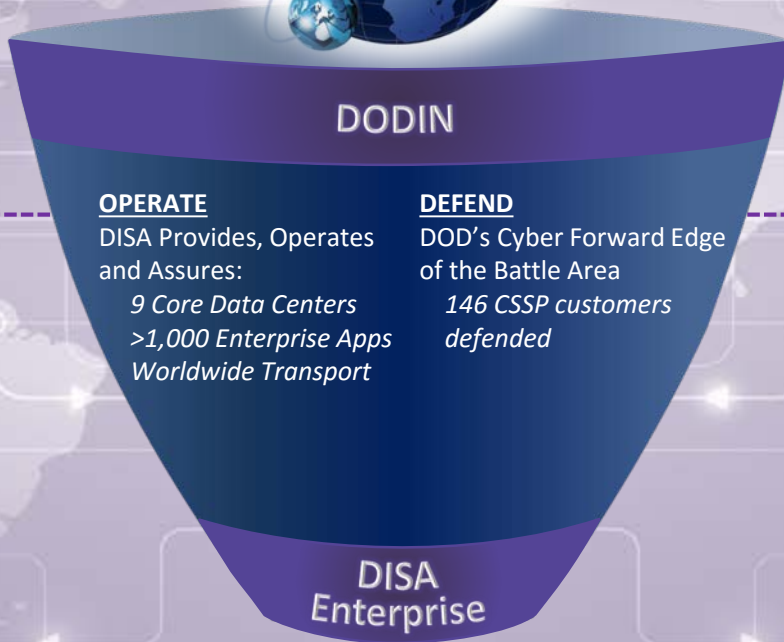 DODIN
OPERATE
DISA Provides, Operates
and Assures:
9 Core Data Centers
>1,000 Enterprise Apps
Worldwide Transport
DEFEND
DOD's Cyber Forward Edge
of the Battle Area
146 CSSP customers
defended
DISA
Enterprise